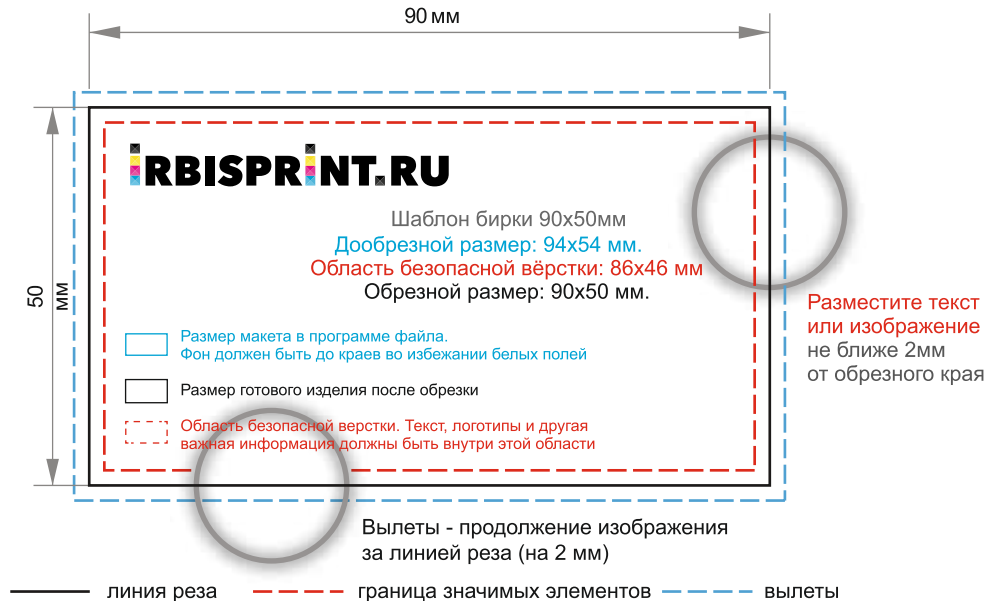 90 мм
50 мм
IRBISPRINT.RU
Шаблон бирки 90х50мм
Дообрезной размер: 94х54 мм.
Область безопасной вёрстки: 86х46 мм
Обрезной размер: 90х50 мм.
Размер макета в программе файла.
Фон должен быть до краев во избежании белых полей
Размер готового изделия после обрезки
Область безопасной верстки. Текст, логотипы и другая
важная информация должны быть внутри этой области
Разместите текст
или изображение
не ближе 2мм
от обрезного края
Вылеты - продолжение изображения
за линией реза (на 2 мм)
линия реза
граница значимых элементов
вылеты